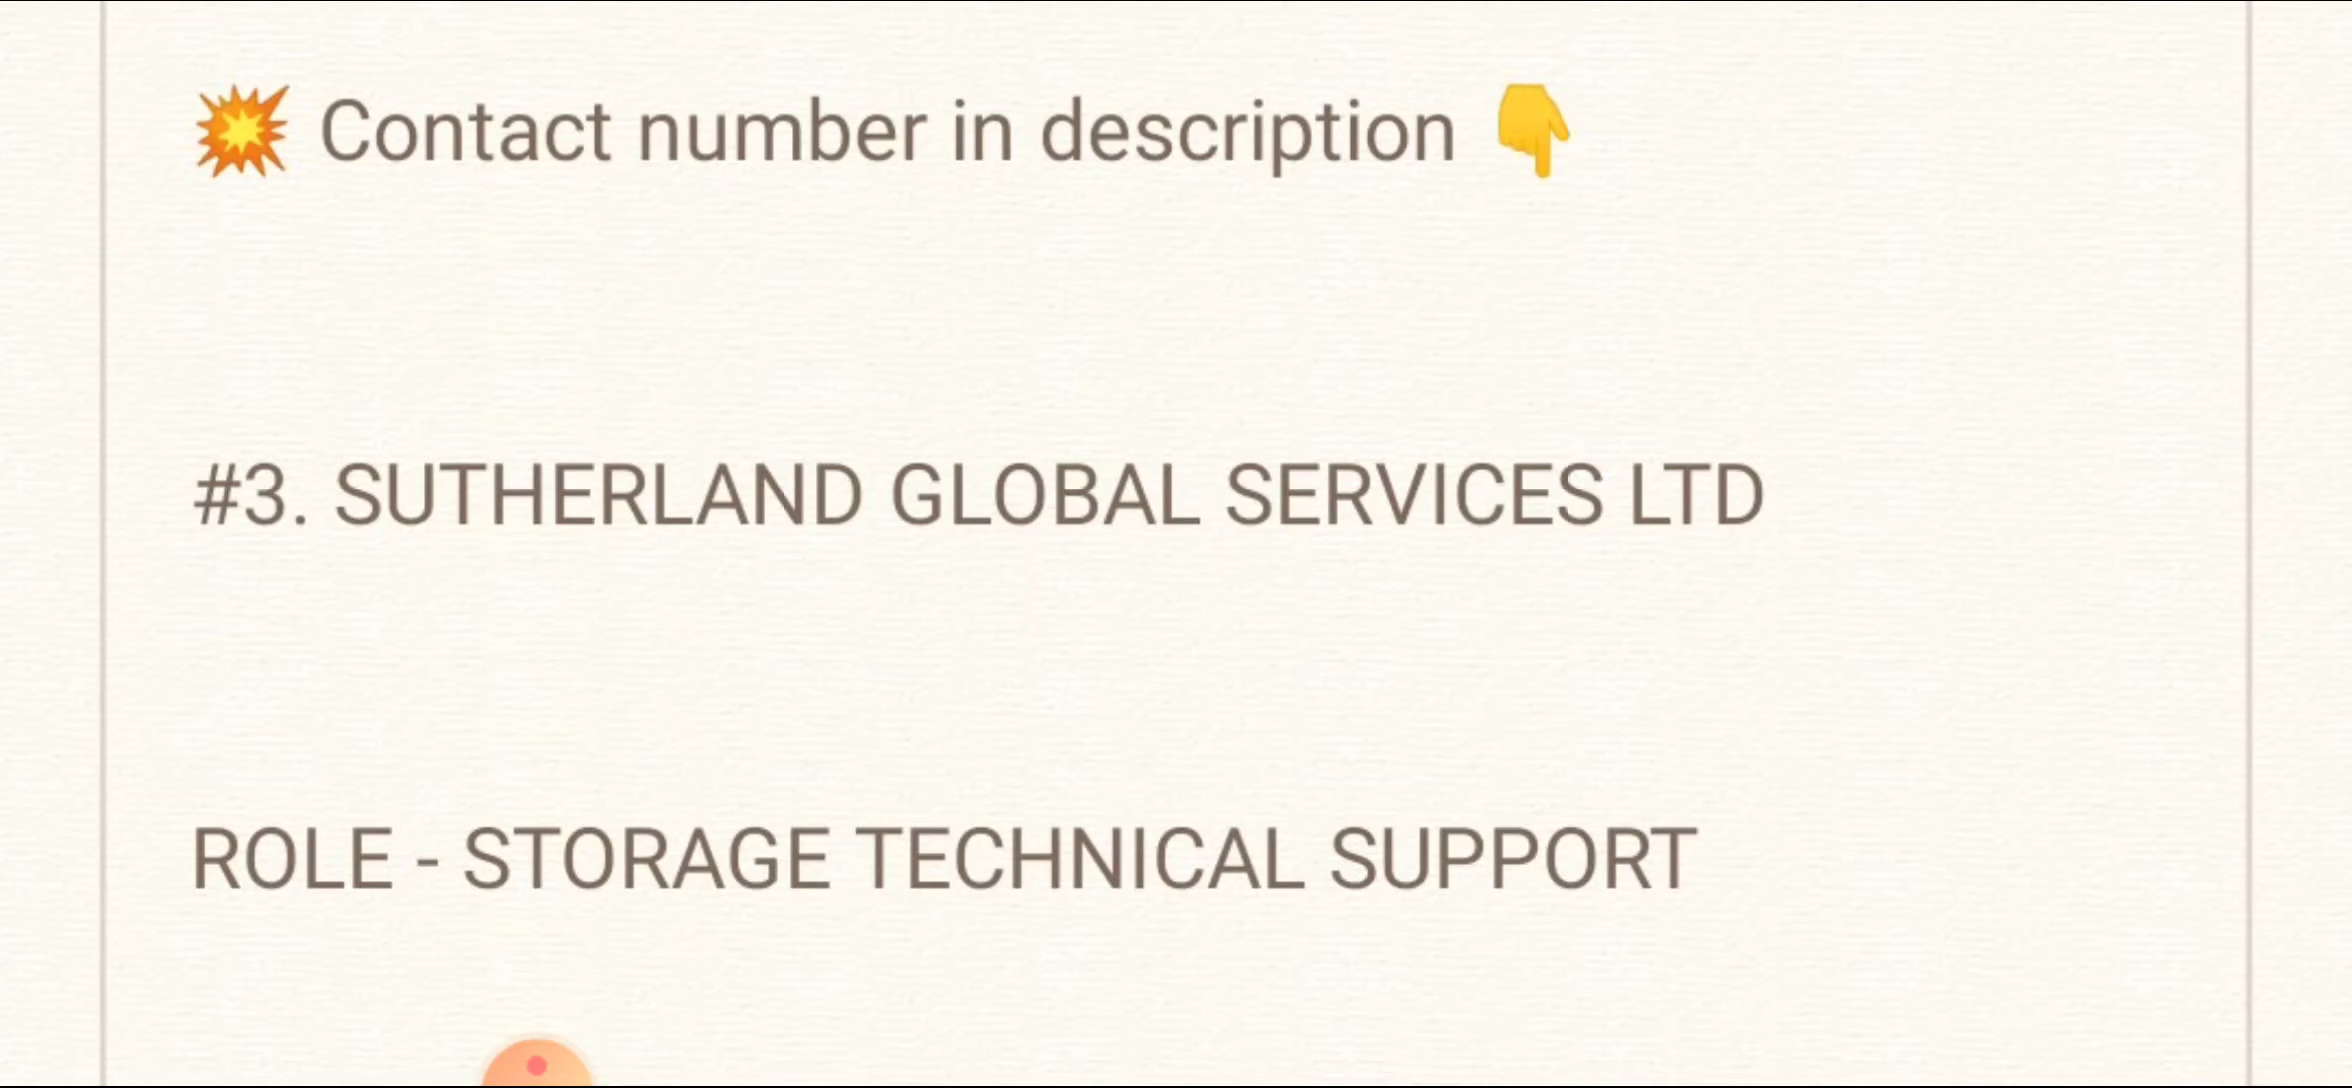 💥 Contact number in description 👇
#3. SUTHERLAND GLOBAL SERVICES LTD
ROLE - STORAGE TECHNICAL SUPPORT